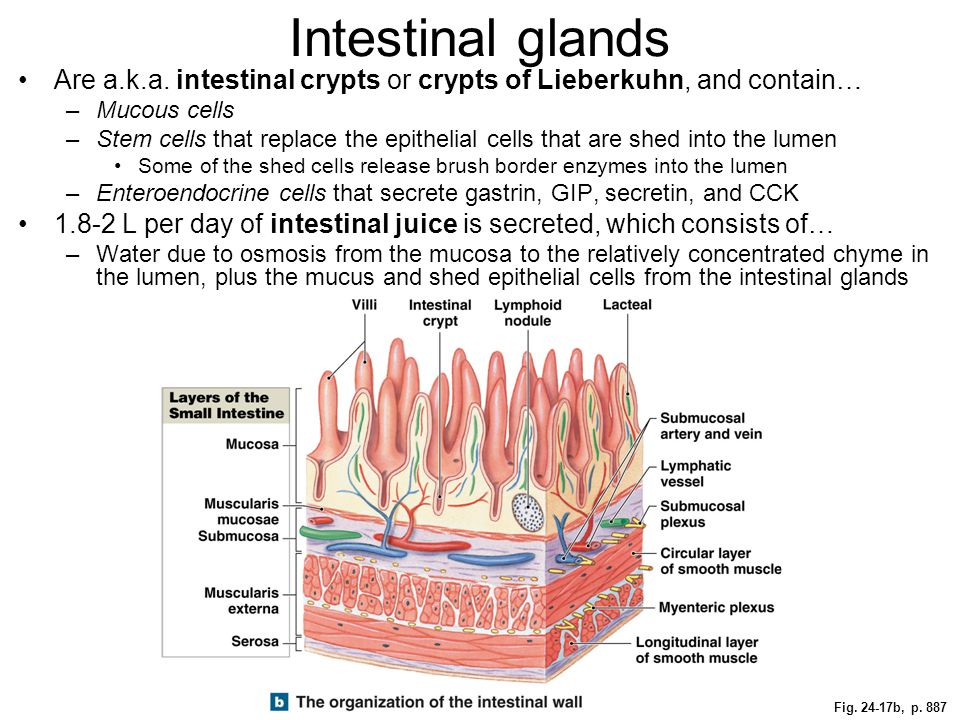 Intestinal glands
• Are a.k.a. intestinal crypts or crypts of Lieberkuhn, and contain…
– Mucous cells
– Stem cells that replace the epithelial cells that are shed into the lumen
• Some of the shed cells release brush border enzymes into the lumen
– Enteroendocrine cells that secrete gastrin, GIP, secretin, and CCK
• 1.8-2 L per day of intestinal juice is secreted, which consists of…
– Water due to osmosis from the mucosa to the relatively concentrated chyme in
the lumen, plus the mucus and shed epithelial cells from the intestinal glands
Villi
Intestinal
crypt
Lymphoid
nodule
Lacteal
Layers of the
Small Intestine
Mucosa
Muscularis
mucosae
Submucosa
Muscularis
externa
Serosa
Submucosal
artery and vein
Lymphatic
vessel
Submucosal
plexus
Circular layer
of smooth muscle
Myenteric plexus
Longitudinal layer
of smooth muscle
b The organization of the intestinal wall
Fig. 24-17b, p. 887